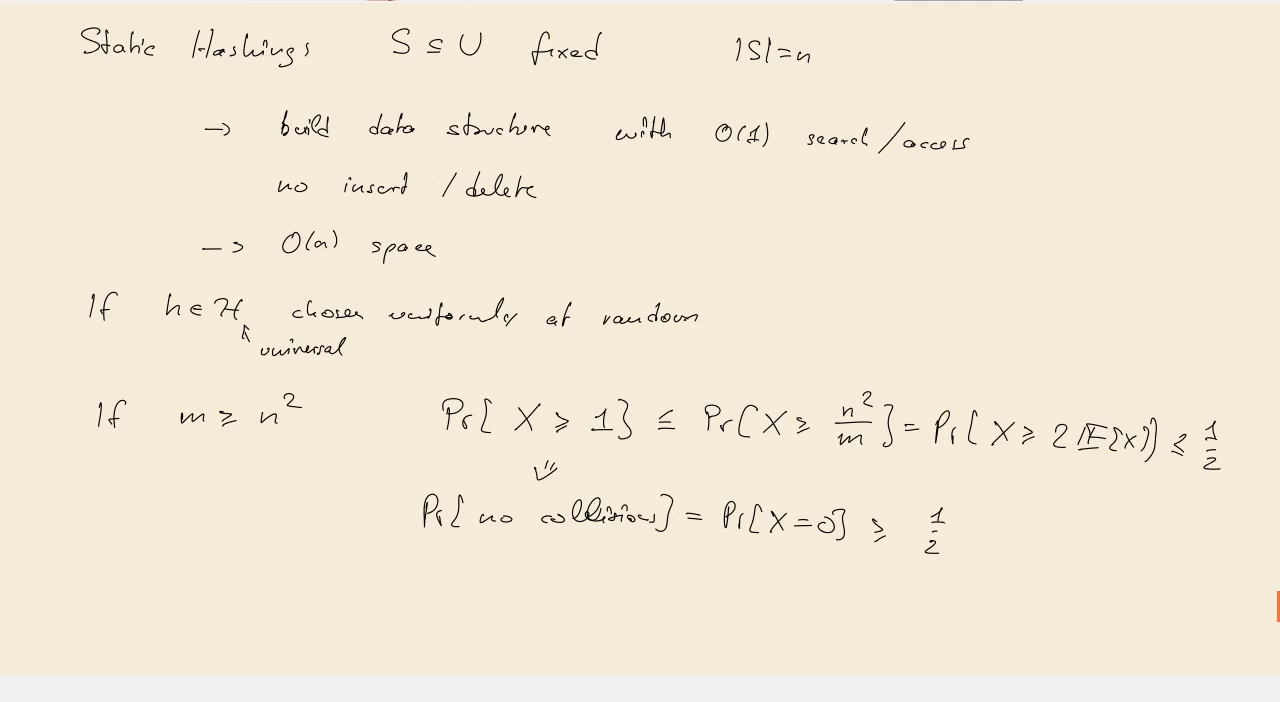 Static Hashings S ⊆ U fixed |S|=n
→ build data structure with O(1) search/access
no insert / delete
→ O(n) space
If h ∈ H chosen uniformly at random
↖ universal
If m ≥ n² Pr[ X ≥ 1 ] ≤ Pr[ X ≥ n²/m ] = Pr[ X ≥ 2 E[X] ] ≤ 1/2
⇓
Pr[ no collisions ] = Pr[ X = 0 ] ≥ 1/2